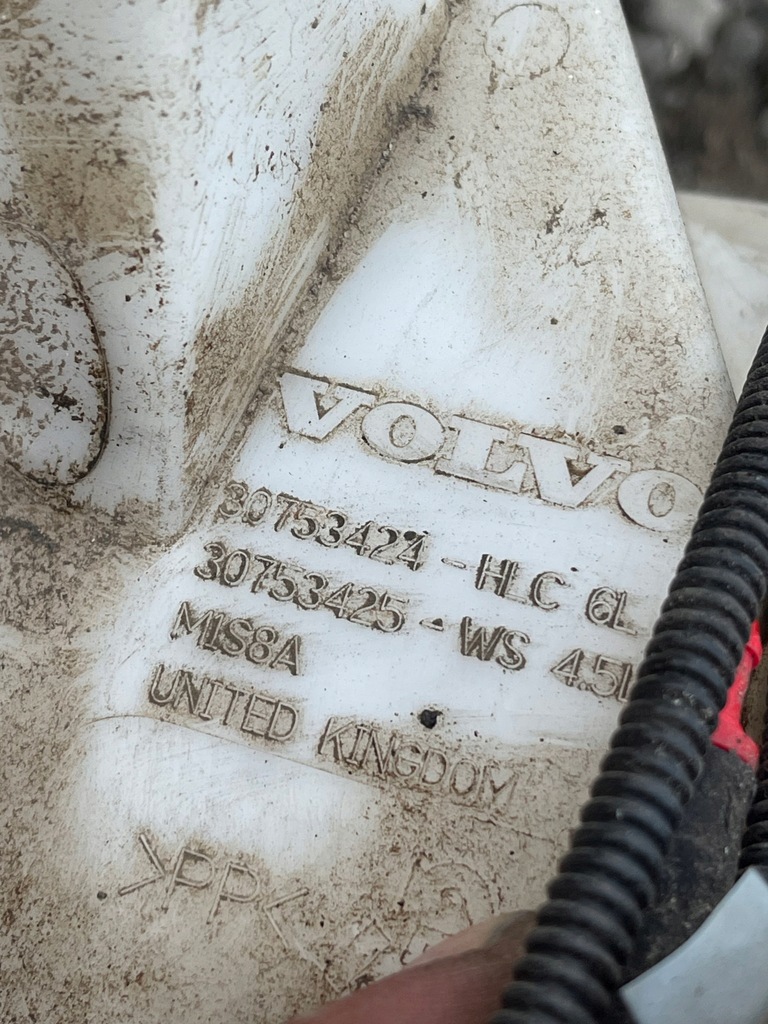 VOLVO
30753424 - HLC 6L
30753425 - WS 4.5l
M1S8A
UNITED KINGDOM
>PP<